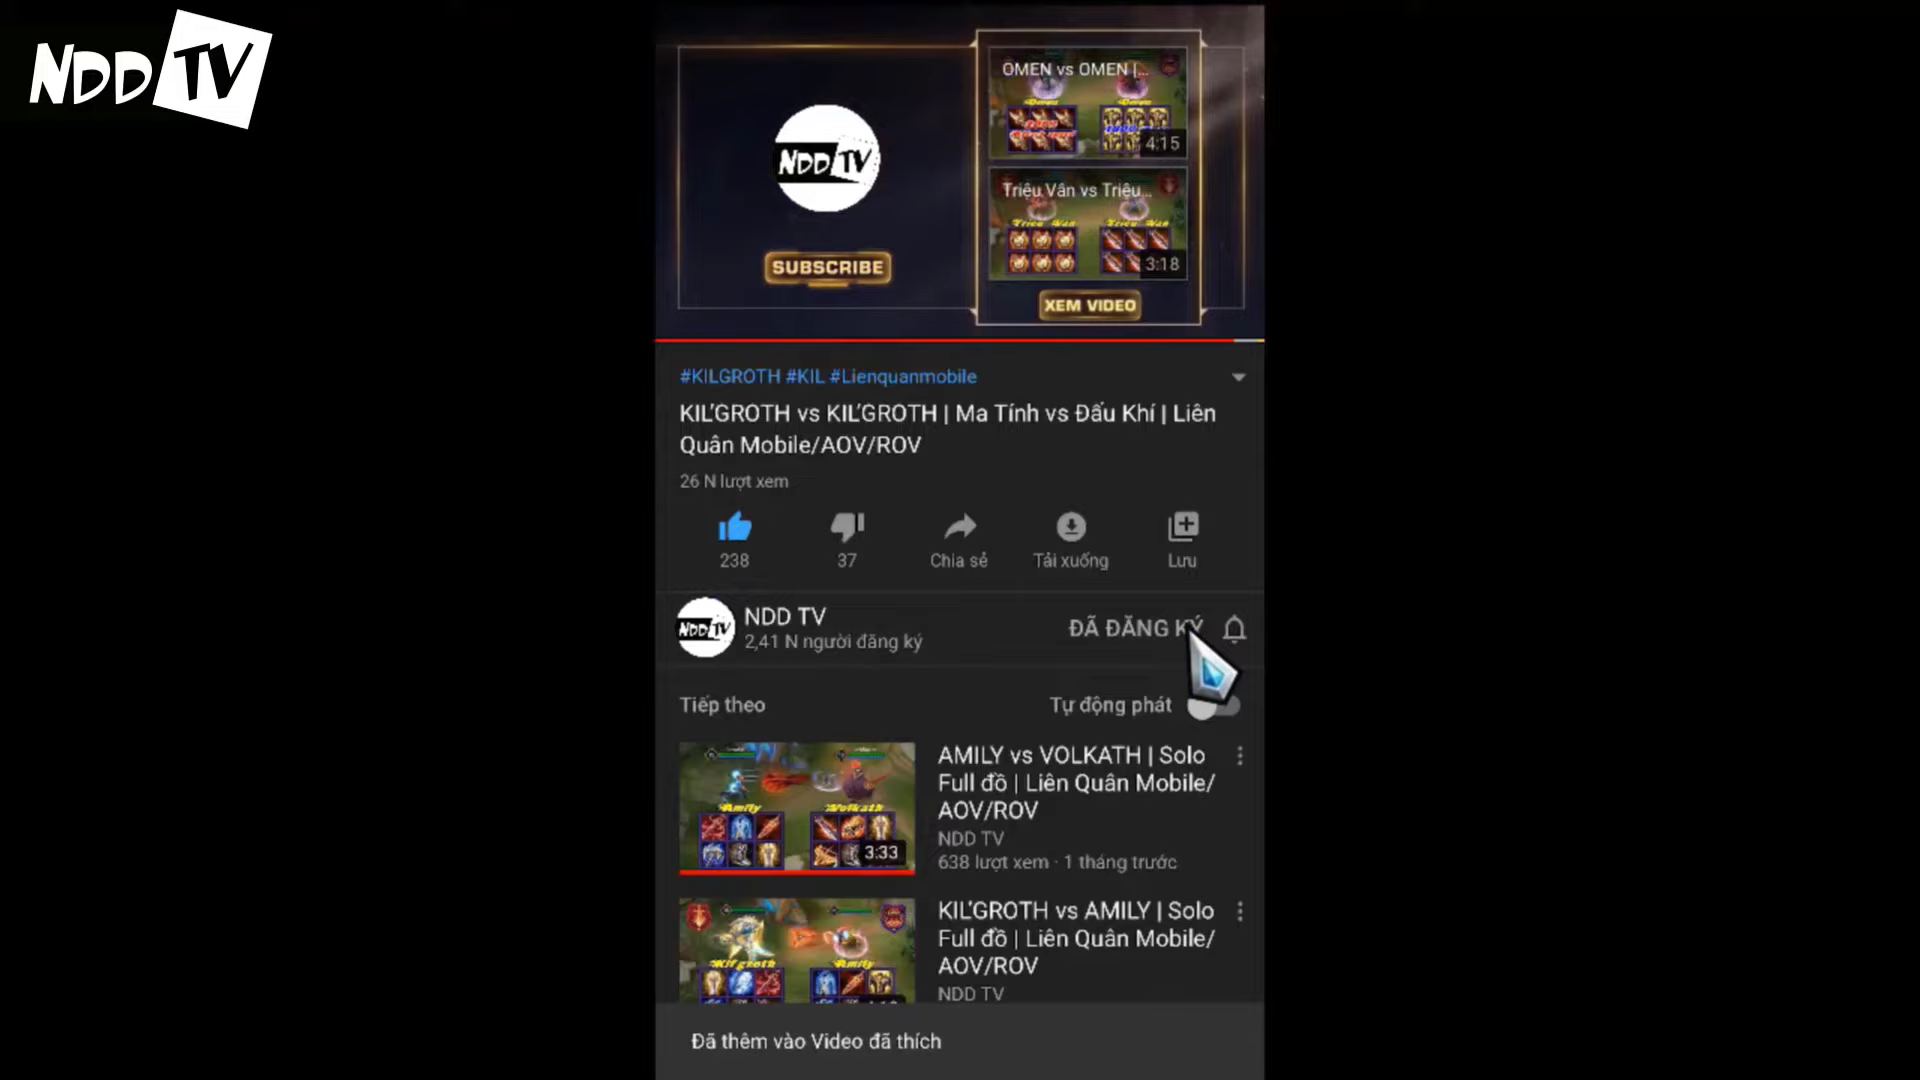 NDD TV
OMEN vs OMEN |...
4:15
Triệu Vân vs Triệu...
3:18
NDD TV
SUBSCRIBE
XEM VIDEO
#KILGROTH #KIL #Lienquanmobile
KIL'GROTH vs KIL'GROTH | Ma Tính vs Đấu Khí | Liên
Quân Mobile/AOV/ROV
26 N lượt xem
238
37
Chia sẻ
Tải xuống
Lưu
NDD TV
NDD TV
2,41 N người đăng ký
ĐÃ ĐĂNG KÝ
Tiếp theo
Tự động phát
Amily
Volkath
3:33
AMILY vs VOLKATH | Solo
Full đồ | Liên Quân Mobile/
AOV/ROV
NDD TV
638 lượt xem · 1 tháng trước
Kil'groth
Amily
KIL'GROTH vs AMILY | Solo
Full đồ | Liên Quân Mobile/
AOV/ROV
NDD TV
Đã thêm vào Video đã thích